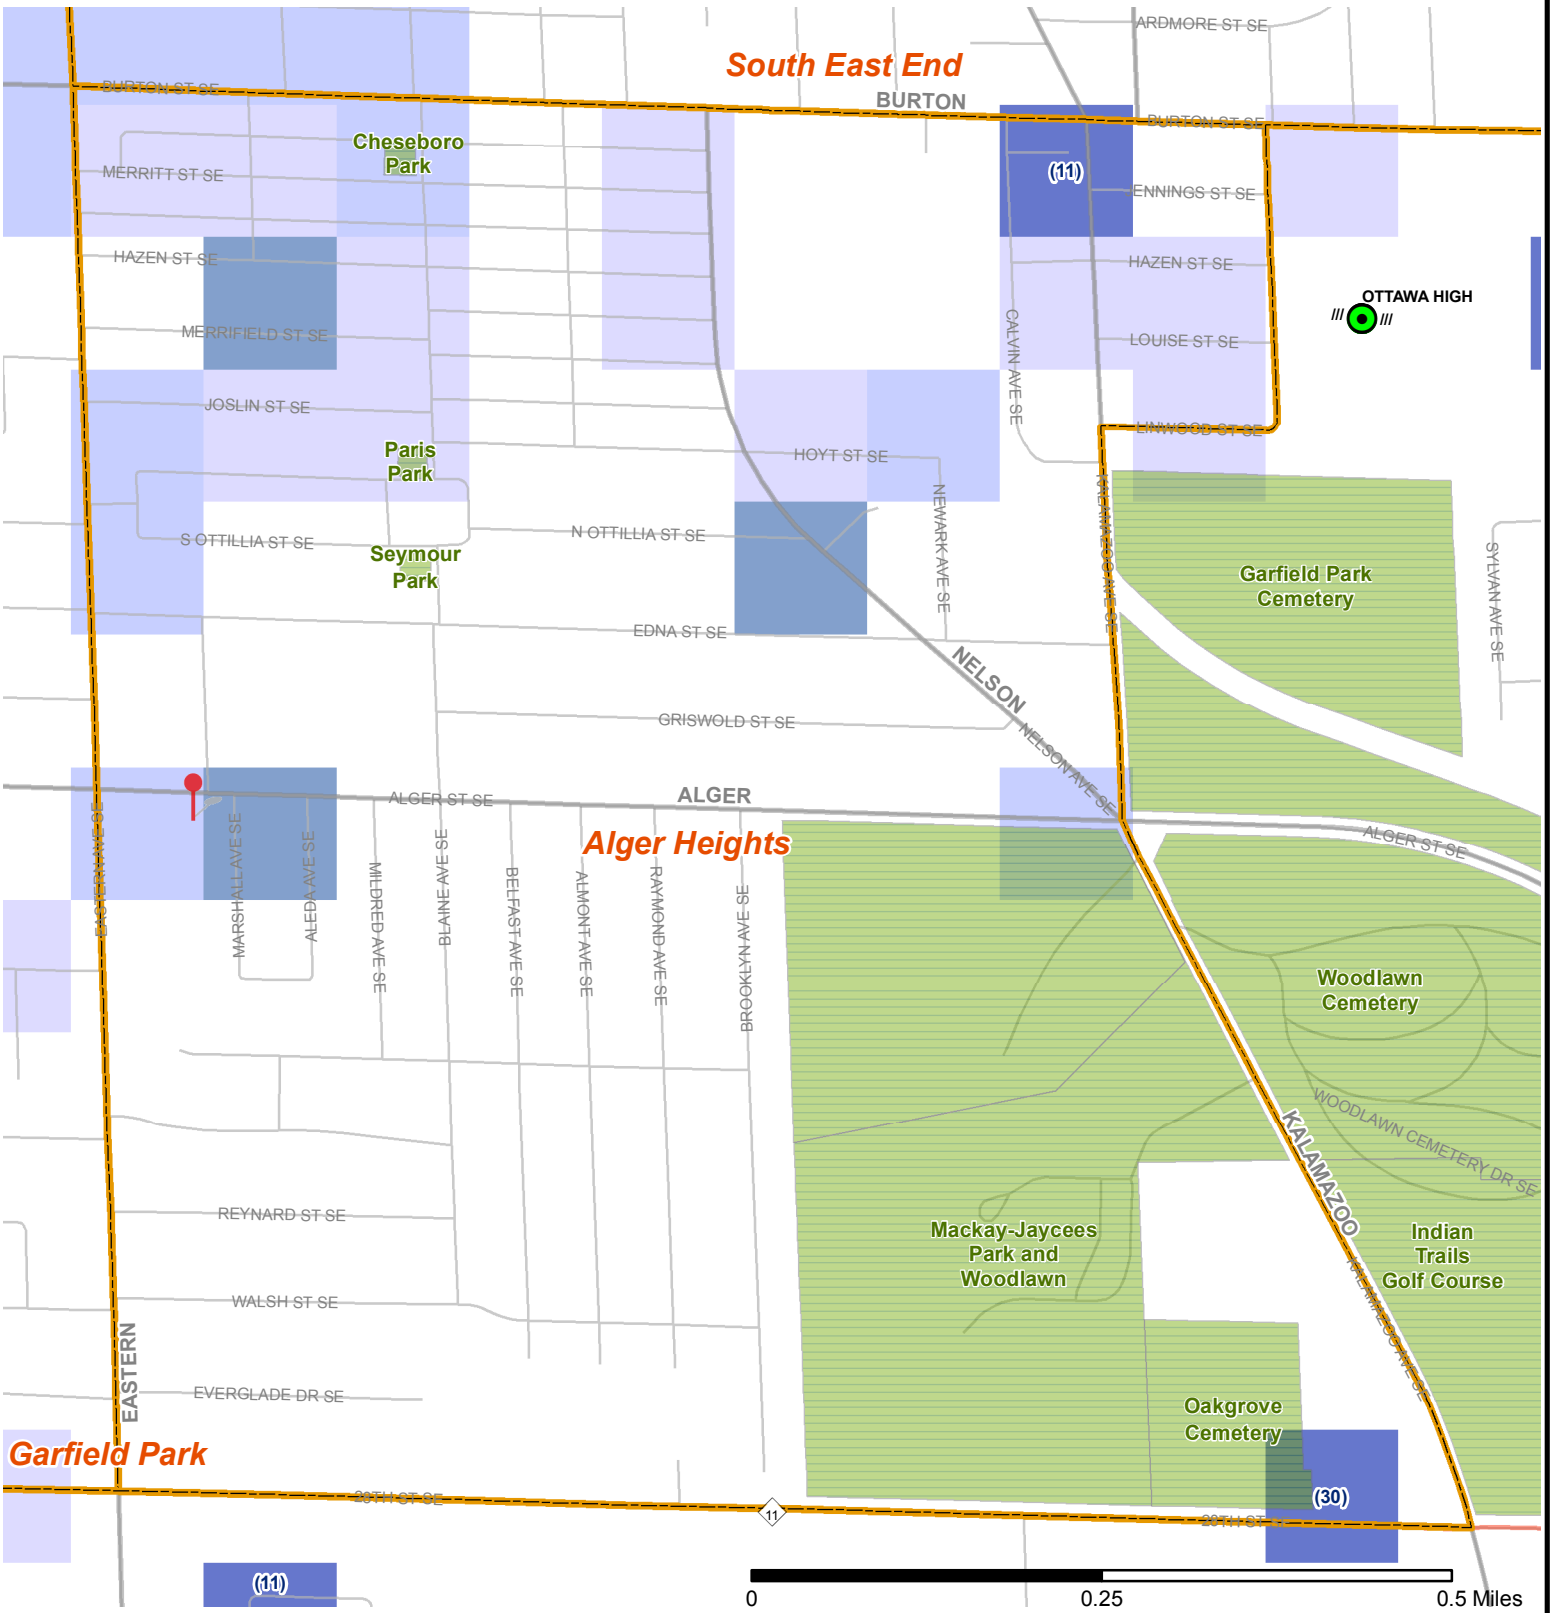 ARDMORE ST SE
South East End
BURTON ST SE
BURTON
BURTON ST SE
Cheseboro
Park
(11)
MERRITT ST SE
ENNINGS ST SE
HAZEN ST SE
HAZEN ST SE
OTTAWA HIGH
/// ///
MERRIFIELD ST SE
CALVIN AVE SE
LOUISE ST SE
JOSLIN ST SE
LINWOOD ST SE
Paris
Park
HOYT ST SE
KALAMAZOO AVE SE
NEWARK AVE SE
N OTTILLIA ST SE
S OTTILLIA ST SE
Seymour
Park
SYLVAN AVE SE
Garfield Park
Cemetery
EDNA ST SE
NELSON
GRISWOLD ST SE
NELSON AVE SE
ALGER ST SE
ALGER
Alger Heights
ALGER ST SE
EASTERN AVE SE
MARSHALL AVE SE
ALEDA AVE SE
MILDRED AVE SE
BLAINE AVE SE
BELFAST AVE SE
ALMONT AVE SE
RAYMOND AVE SE
BROOKLYN AVE SE
Woodlawn
Cemetery
WOODLAWN CEMETERY DR SE
KALAMAZOO
REYNARD ST SE
Mackay-Jaycees
Park and
Woodlawn
Indian
Trails
Golf Course
KALAMAZOO AVE SE
WALSH ST SE
EASTERN
EVERGLADE DR SE
Oakgrove
Cemetery
Garfield Park
28TH ST SE
(30)
11
28TH ST SE
(11)
0 0.25 0.5 Miles